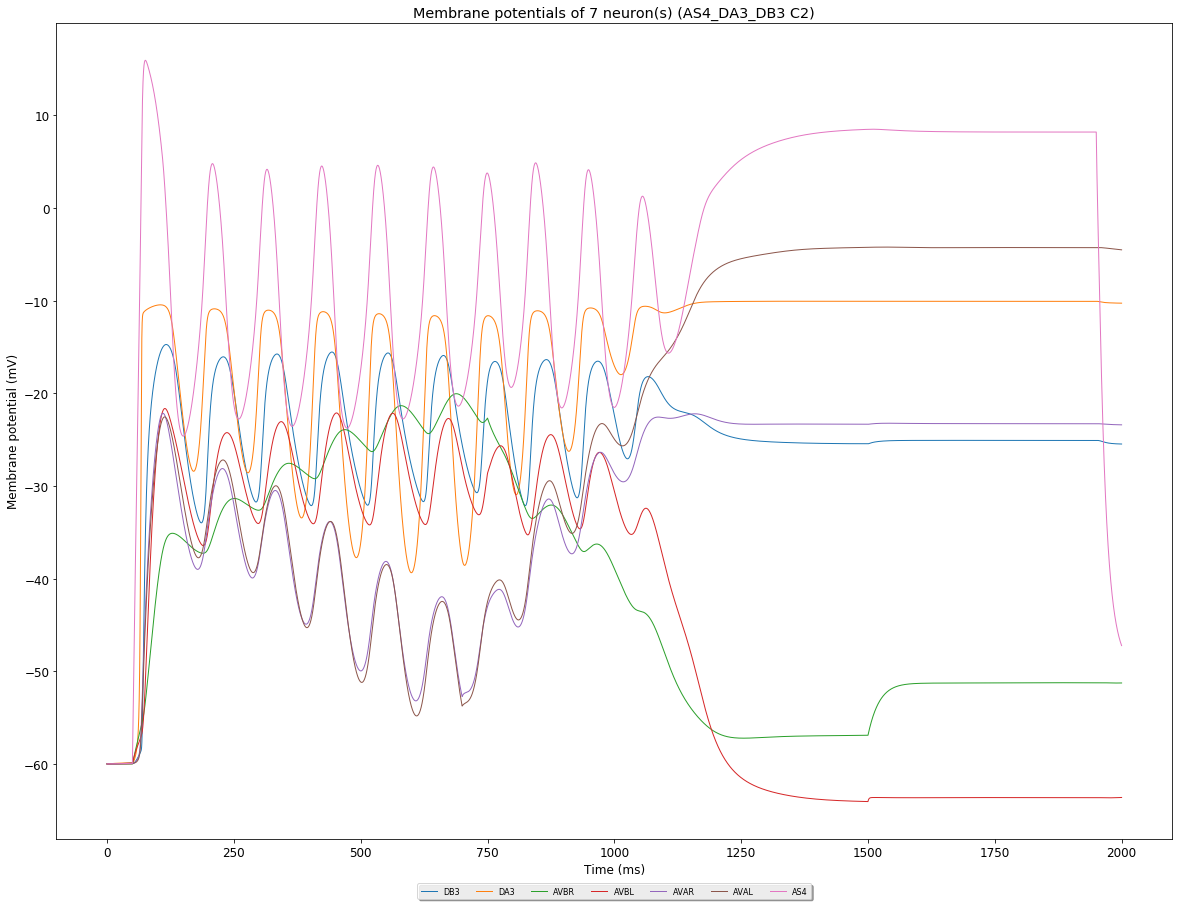 Membrane potentials of 7 neuron(s) (AS4_DA3_DB3 C2)
Membrane potential (mV)
10
0
−10
−20
−30
−40
−50
−60
0 250 500 750 1000 1250 1500 1750 2000
Time (ms)
DB3 DA3 AVBR AVBL AVAR AVAL AS4